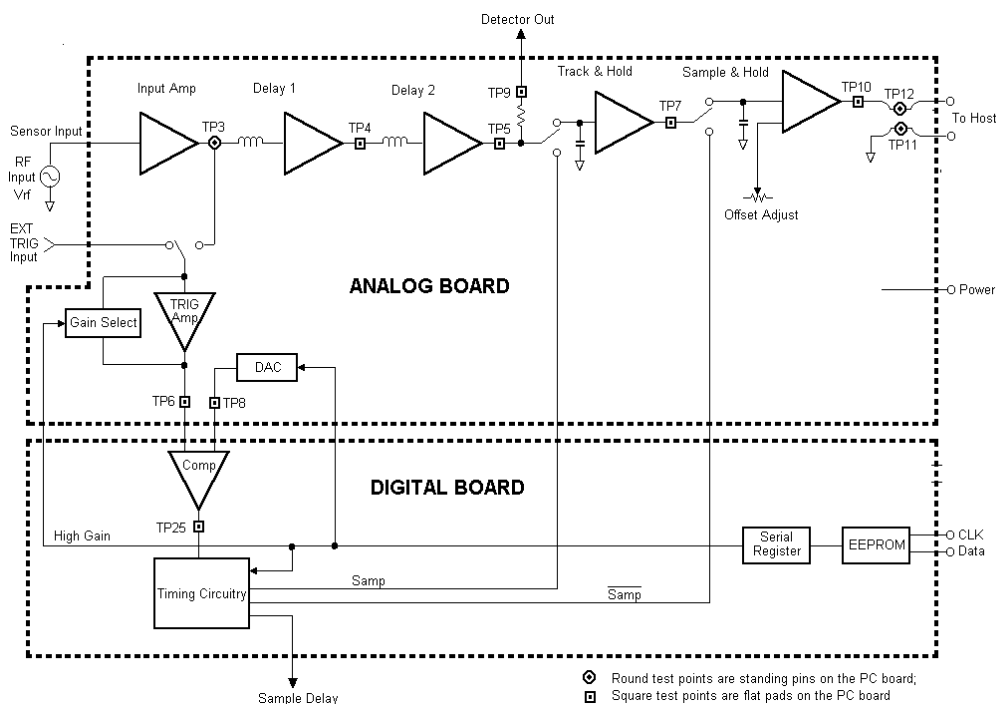 Detector Out
Input Amp
Delay 1
Delay 2
Track & Hold
Sample & Hold
TP9
TP10
TP12
To Host
TP11
Sensor Input
TP3
TP4
TP5
TP7
RF
Input
Vrf
Offset Adjust
EXT
TRIG
Input
ANALOG BOARD
Power
TRIG
Amp
Gain Select
DAC
TP6
TP8
Comp
DIGITAL BOARD
TP25
High Gain
Serial
Register
EEPROM
CLK
Data
Timing Circuitry
Samp
Samp
Sample Delay
Round test points are standing pins on the PC board;
Square test points are flat pads on the PC board